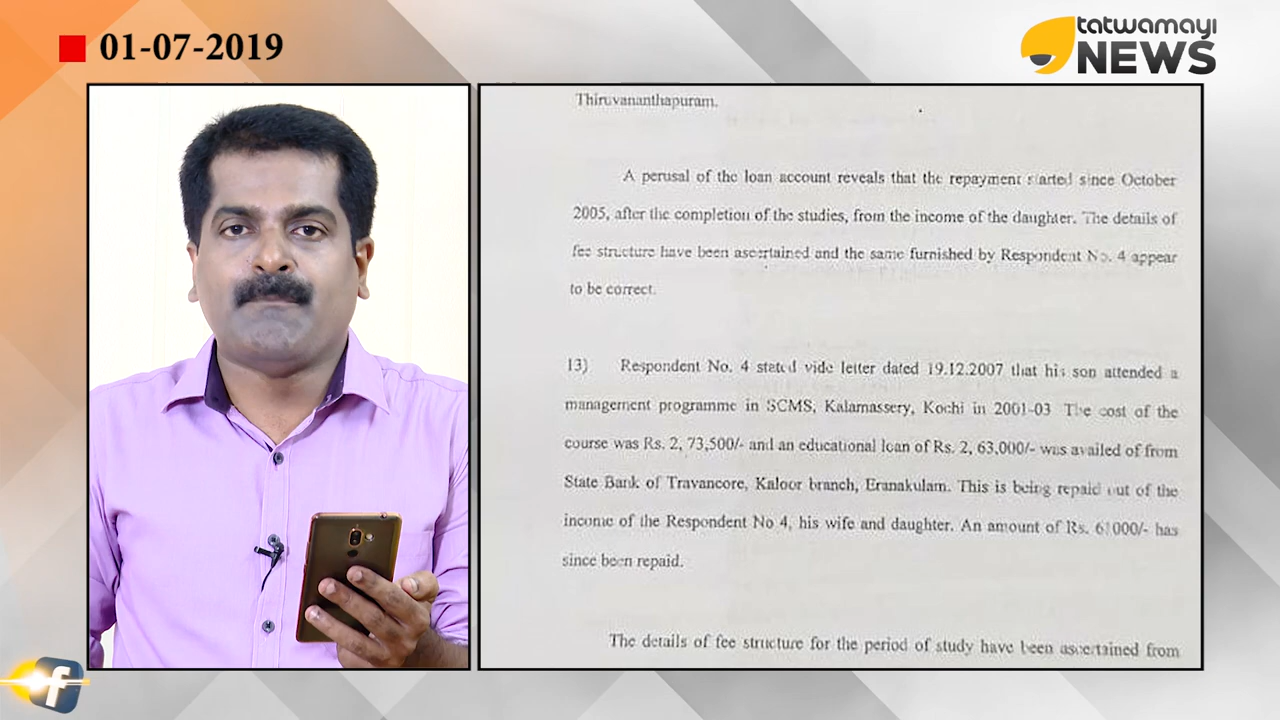 01-07-2019
tatwamayi
NEWS
Thiruvananthapuram.
A perusal of the loan account reveals that the repayment started since October
2005, after the completion of the studies, from the income of the daughter. The details of
fee structure have been ascertained and the same furnished by Respondent No. 4 appear
to be correct.
13) Respondent No. 4 stated vide letter dated 19.12.2007 that his son attended a
management programme in SCMS, Kalamassery, Kochi in 2001-03 The cost of the
course was Rs. 2, 73,500/- and an educational loan of Rs. 2, 63,000/- was availed of from
State Bank of Travancore, Kaloor branch, Eranakulam. This is being repaid out of the
income of the Respondent No 4, his wife and daughter. An amount of Rs. has
since been repaid.
The details of fee structure for the period of study have been ascertained from
f